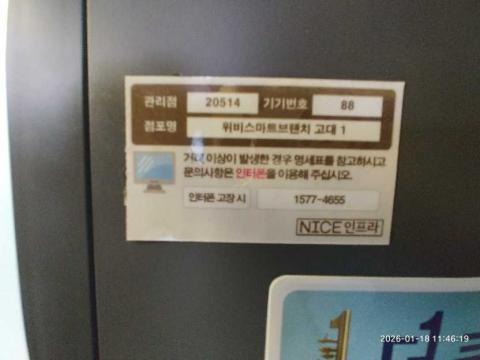 관리점 20514 기기번호 88
점포명 위비스마트브랜치 고대 1
거래 이상이 발생한 경우 명세표를 참고하시고
문의사항은 인터폰을 이용해 주십시오.
인터폰 고장 시 1577-4655
NICE인프라
2026-01-18 11:46:19